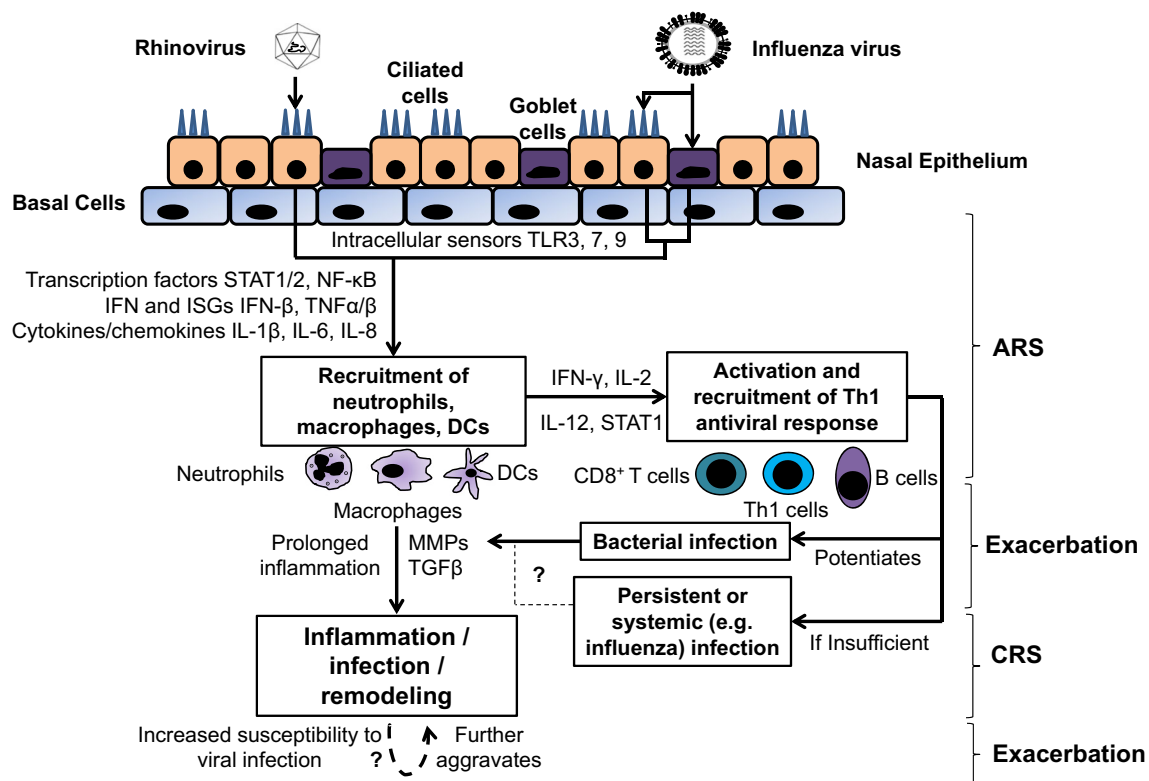 Rhinovirus
Influenza virus
Ciliated
cells
Goblet
cells
Nasal Epithelium
Basal Cells
Intracellular sensors TLR3, 7, 9
Transcription factors STAT1/2, NF-κB
IFN and ISGs IFN-β, TNFα/β
Cytokines/chemokines IL-1β, IL-6, IL-8
ARS
Recruitment of
neutrophils,
macrophages, DCs
IFN-γ, IL-2
IL-12, STAT1
Activation and
recruitment of Th1
antiviral response
Neutrophils
DCs
Macrophages
CD8⁺ T cells
Th1 cells
B cells
Prolonged
inflammation
MMPs
TGFβ
?
Bacterial infection
Potentiates
Exacerbation
Persistent or
systemic (e.g.
influenza) infection
If Insufficient
Inflammation /
infection /
remodeling
CRS
Increased susceptibility to
viral infection
?
Further
aggravates
Exacerbation